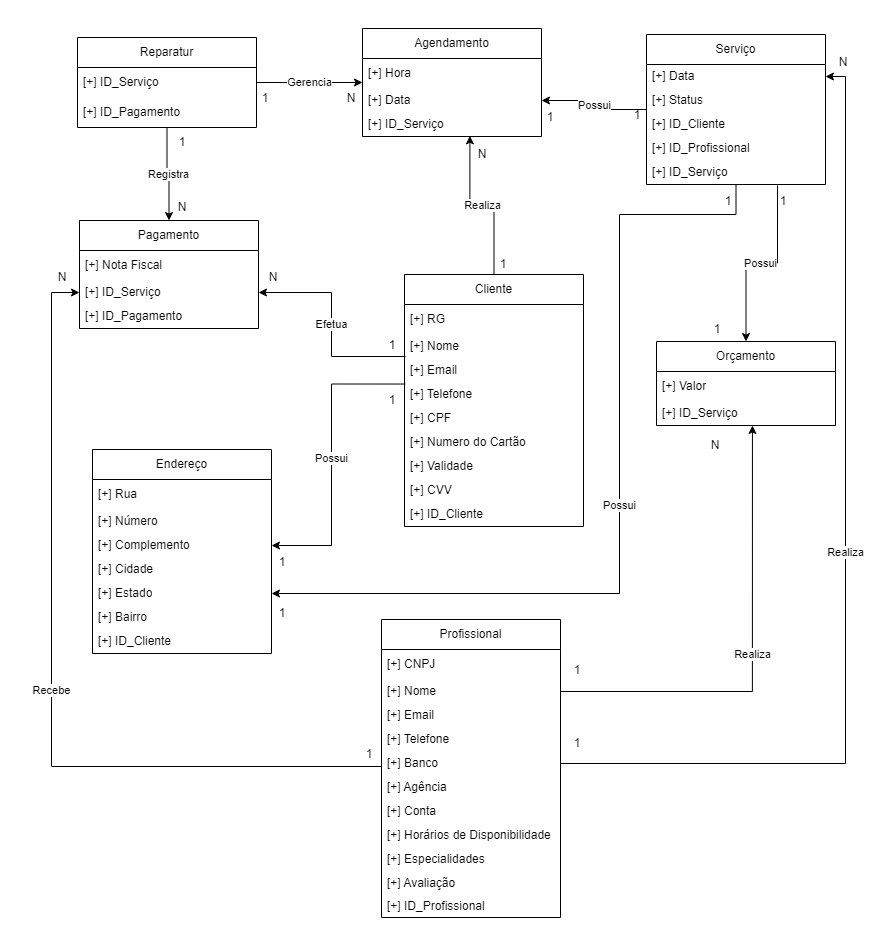 Reparatur
[+] ID_Serviço
[+] ID_Pagamento
Gerencia
1
N
Agendamento
[+] Hora
[+] Data
[+] ID_Serviço
Possui
1
1
Serviço
[+] Data
[+] Status
[+] ID_Cliente
[+] ID_Profissional
[+] ID_Serviço
N
1
Registra
N
N
Realiza
1
1
1
Possui
1
Pagamento
[+] Nota Fiscal
[+] ID_Serviço
[+] ID_Pagamento
N
N
Efetua
1
1
Cliente
[+] RG
[+] Nome
[+] Email
[+] Telefone
[+] CPF
[+] Numero do Cartão
[+] Validade
[+] CVV
[+] ID_Cliente
Orçamento
[+] Valor
[+] ID_Serviço
N
Possui
Endereço
[+] Rua
[+] Número
[+] Complemento
[+] Cidade
[+] Estado
[+] Bairro
[+] ID_Cliente
1
1
Possui
Realiza
Realiza
Recebe
1
Profissional
[+] CNPJ
[+] Nome
[+] Email
[+] Telefone
[+] Banco
[+] Agência
[+] Conta
[+] Horários de Disponibilidade
[+] Especialidades
[+] Avaliação
[+] ID_Profissional
1
1